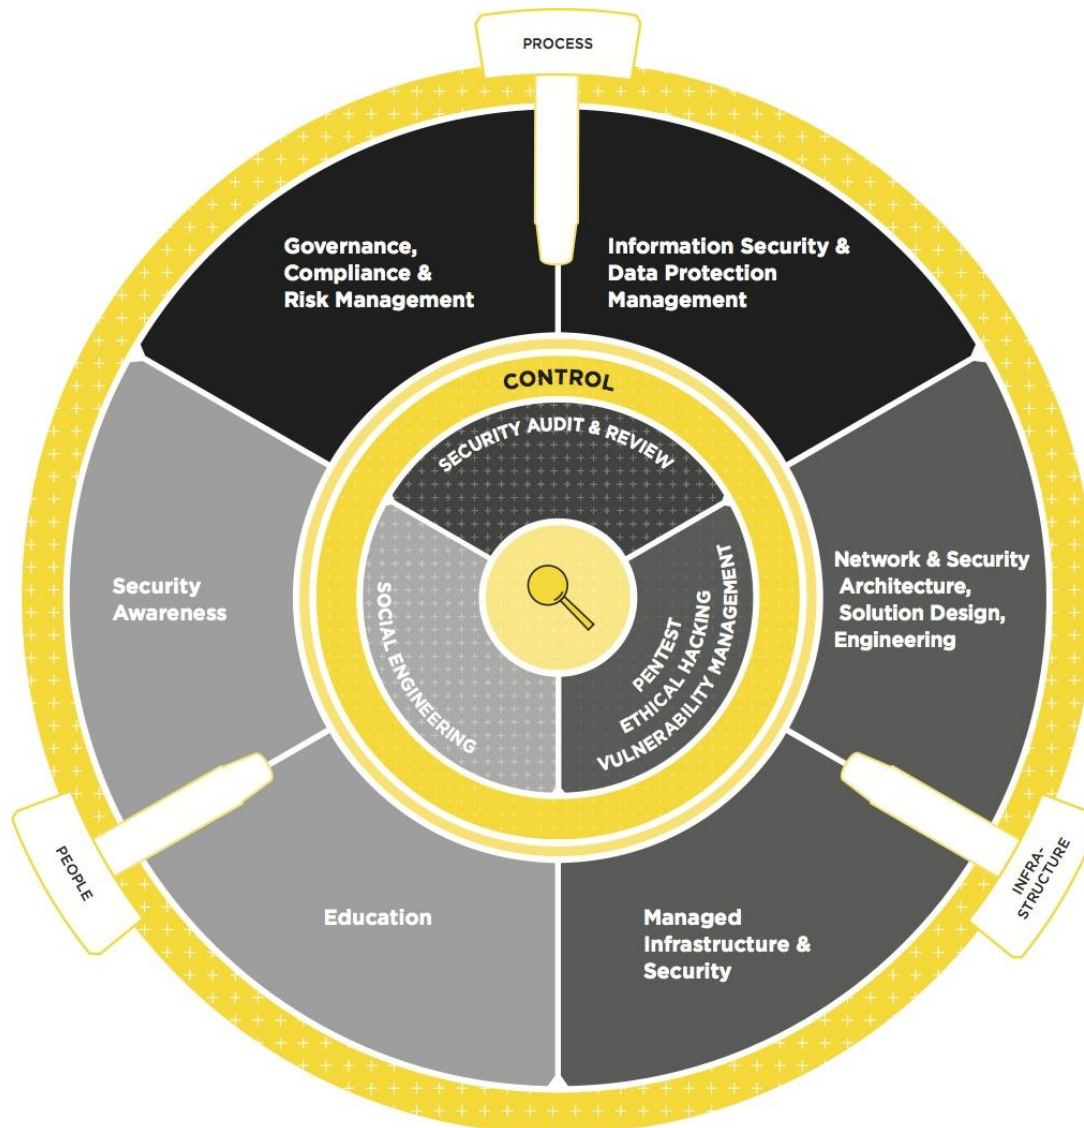 PROCESS
Governance,
Compliance &
Risk Management
Information Security &
Data Protection
Management
CONTROL
SECURITY AUDIT & REVIEW
Security
Awareness
SOCIAL ENGINEERING
PENTEST
ETHICAL HACKING
VULNERABILITY MANAGEMENT
Network & Security
Architecture,
Solution Design,
Engineering
PEOPLE
INFRA-
STRUCTURE
Education
Managed
Infrastructure &
Security